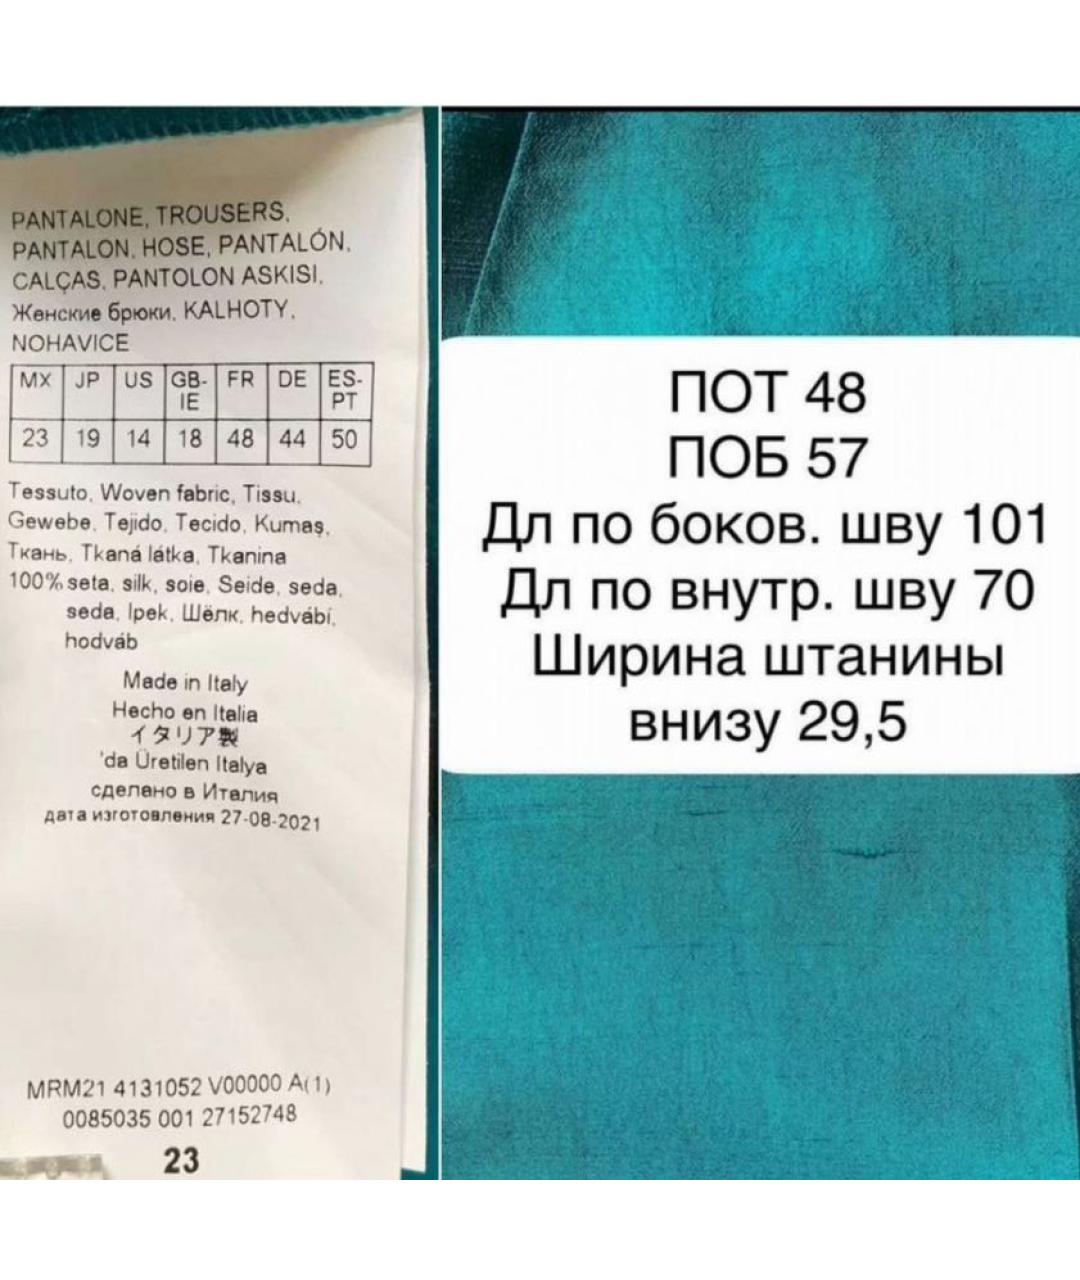 PANTALONE, TROUSERS,
PANTALON, HOSE, PANTALÓN,
CALÇAS, PANTOLON ASKISI,
Женские брюки, KALHOTY,
NOHAVICE
MX JP US GB-IE FR DE ES-PT
23 19 14 18 48 44 50
Tessuto, Woven fabric, Tissu,
Gewebe, Tejido, Tecido, Kumaş,
Ткань, Tkaná látka, Tkanina
100% seta, silk, soie, Seide, seda,
seda, Ipek, Шёлк, hedvábí,
hodváb
Made in Italy
Hecho en Italia
イタリア製
'da Üretilen Italya
сделано в Италия
дата изготовления 27-08-2021
MRM21 4131052 V00000 A(1)
0085035 001 27152748
23
ПОТ 48
ПОБ 57
Дл по боков. шву 101
Дл по внутр. шву 70
Ширина штанины
внизу 29,5